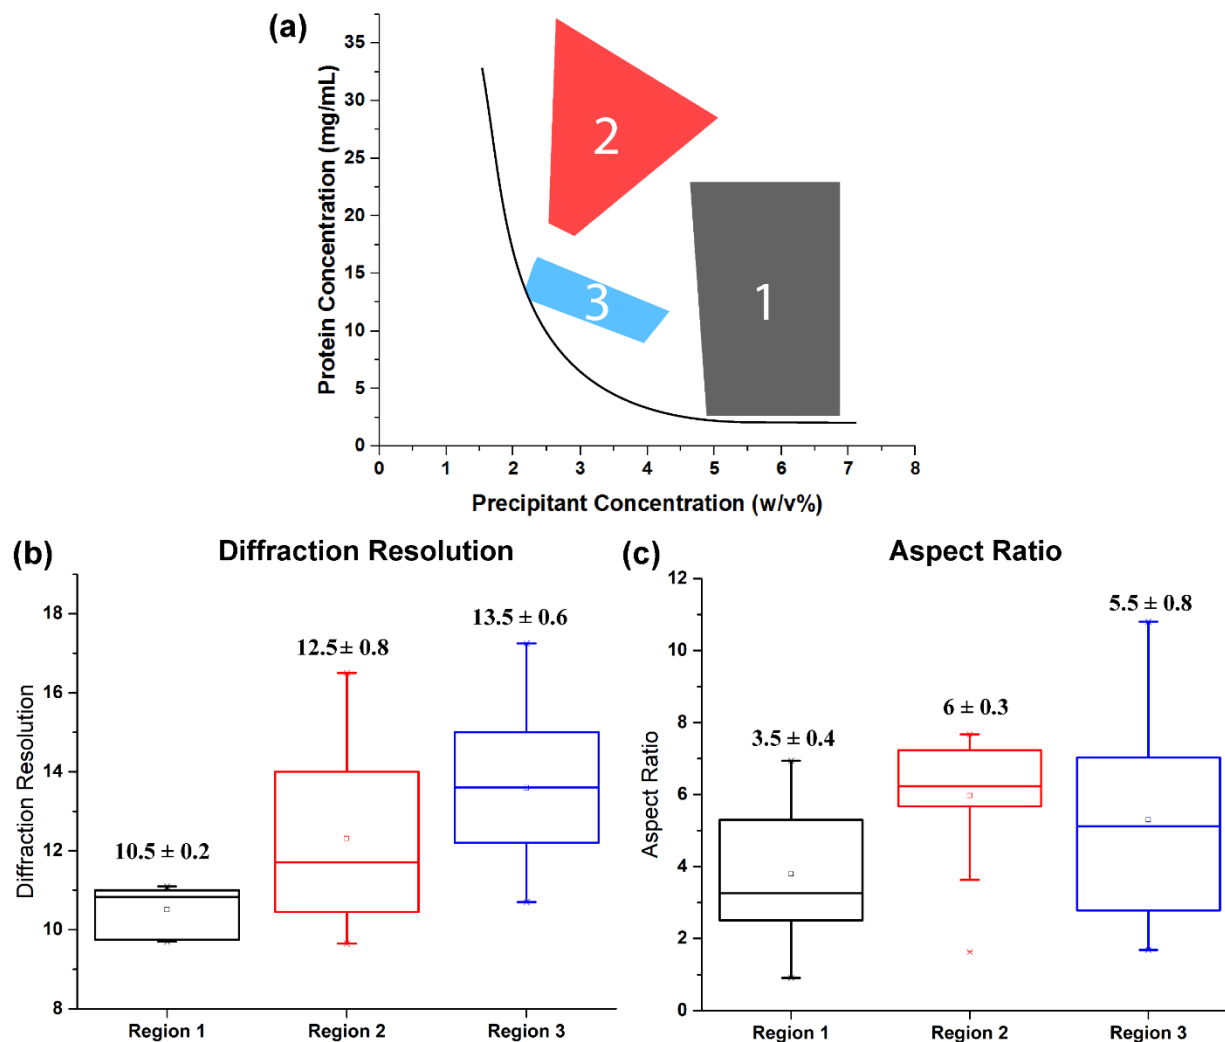 (a)
Protein Concentration (mg/mL)
35
30
25
20
15
10
5
0
2
3
1
0 1 2 3 4 5 6 7 8
Precipitant Concentration (w/v%)
(b) Diffraction Resolution
Diffraction Resolution
18
16
14
12
10
8
10.5 ± 0.2
12.5 ± 0.8
13.5 ± 0.6
Region 1 Region 2 Region 3
(c) Aspect Ratio
Aspect Ratio
12
10
8
6
4
2
0
3.5 ± 0.4
6 ± 0.3
5.5 ± 0.8
Region 1 Region 2 Region 3